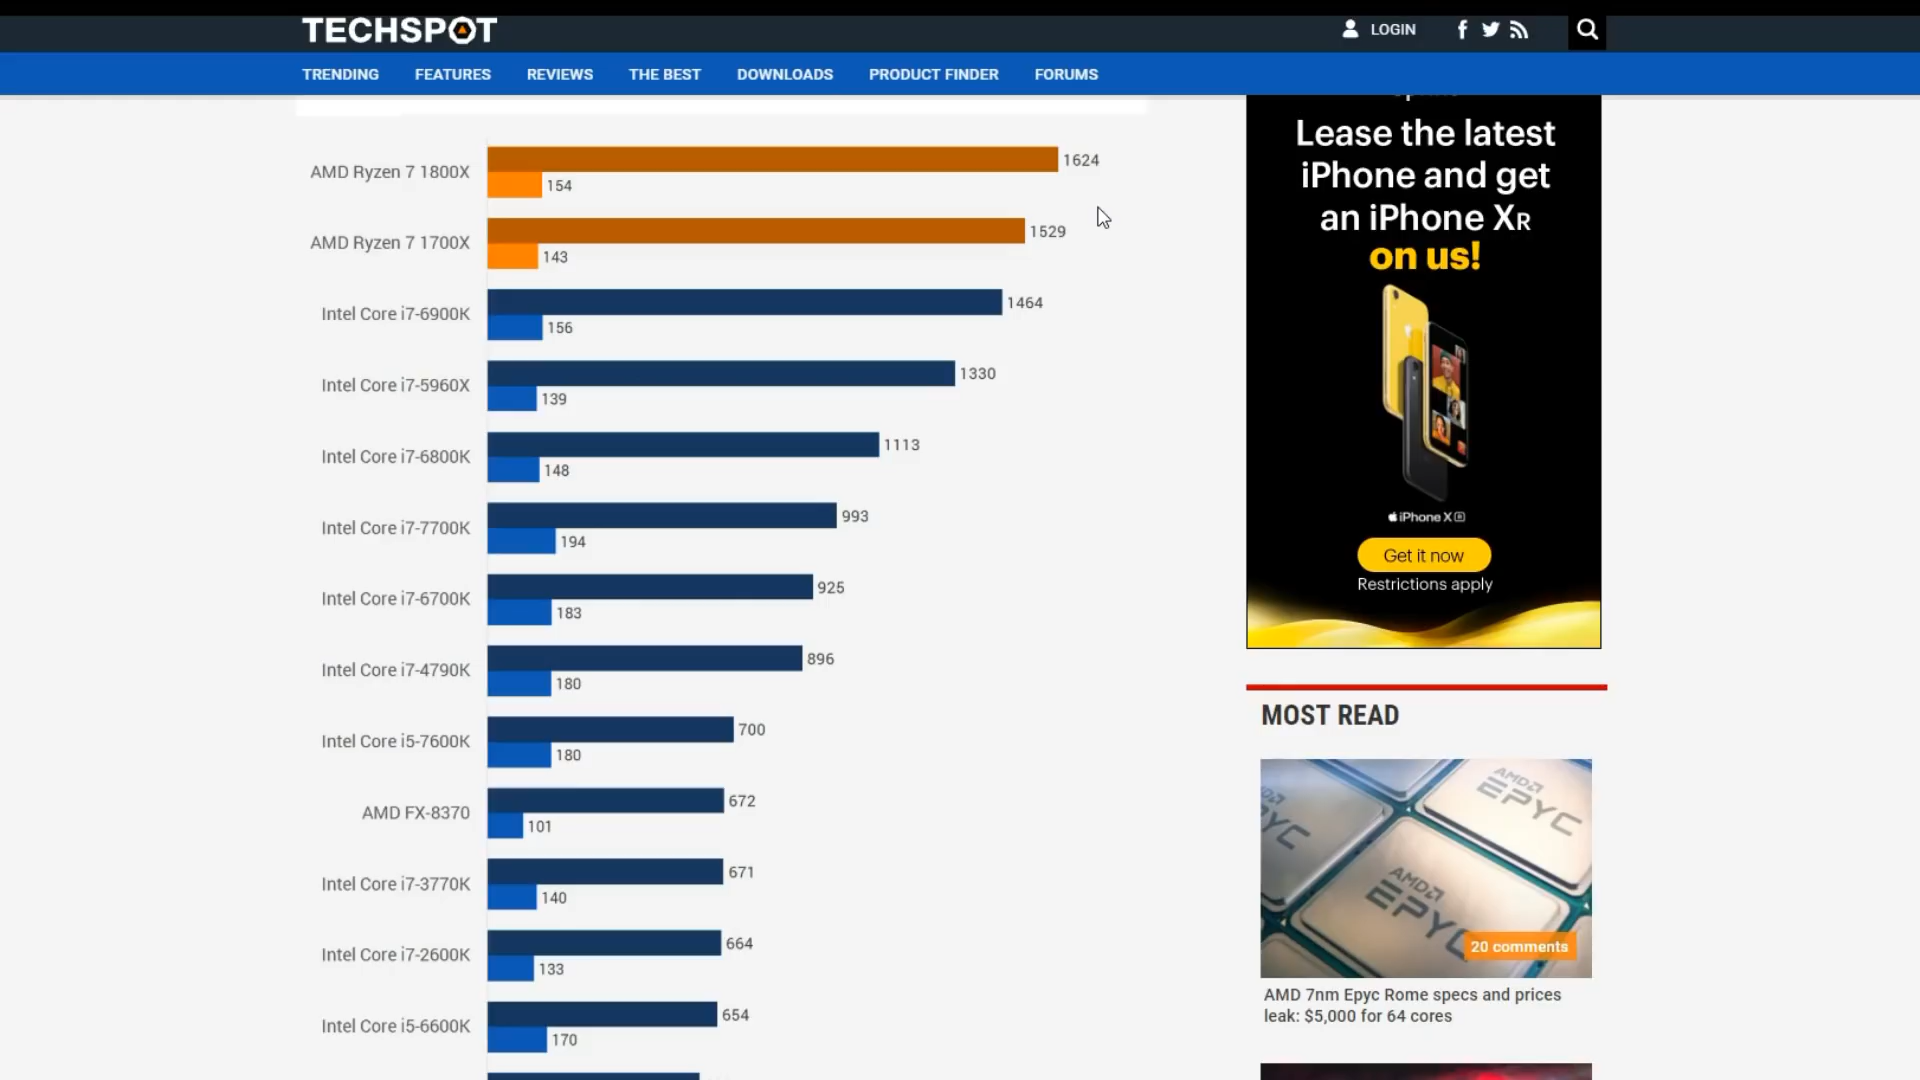 TECHSPOT
LOGIN
TRENDING FEATURES REVIEWS THE BEST DOWNLOADS PRODUCT FINDER FORUMS
AMD Ryzen 7 1800X 1624
154
AMD Ryzen 7 1700X 1529
143
Intel Core i7-6900K 1464
156
Intel Core i7-5960X 1330
139
Intel Core i7-6800K 1113
148
Intel Core i7-7700K 993
194
Intel Core i7-6700K 925
183
Intel Core i7-4790K 896
180
Intel Core i5-7600K 700
180
AMD FX-8370 672
101
Intel Core i7-3770K 671
140
Intel Core i7-2600K 664
133
Intel Core i5-6600K 654
170
Lease the latest
iPhone and get
an iPhone XR
on us!
iPhone XR
Get it now
Restrictions apply
MOST READ
AMD
EPYC
AMD
EPYC
20 comments
AMD 7nm Epyc Rome specs and prices
leak: $5,000 for 64 cores